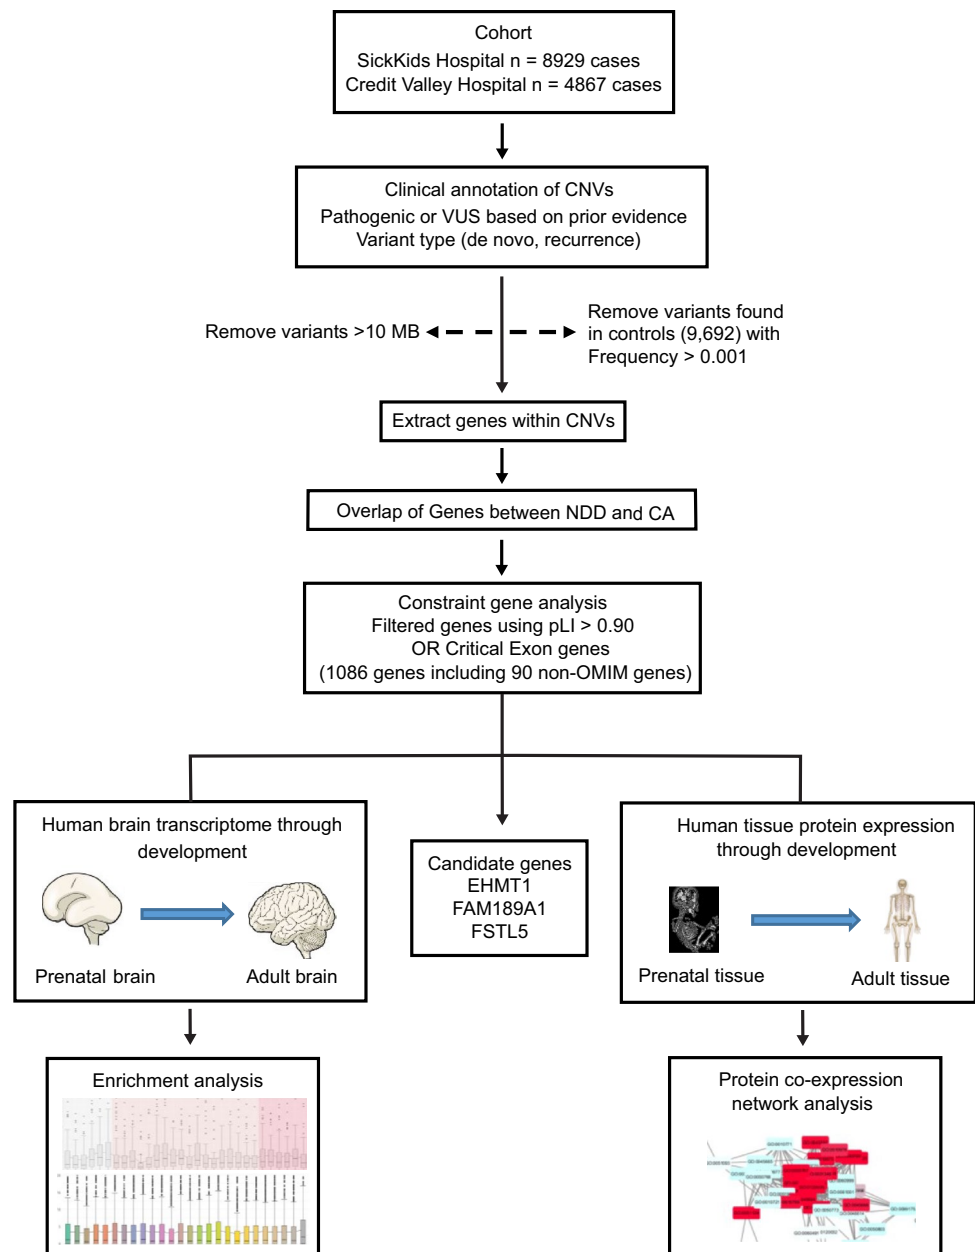 Cohort
SickKids Hospital n = 8929 cases
Credit Valley Hospital n = 4867 cases
Clinical annotation of CNVs
Pathogenic or VUS based on prior evidence
Variant type (de novo, recurrence)
Remove variants >10 MB
Remove variants found
in controls (9,692) with
Frequency > 0.001
Extract genes within CNVs
Overlap of Genes between NDD and CA
Constraint gene analysis
Filtered genes using pLI > 0.90
OR Critical Exon genes
(1086 genes including 90 non-OMIM genes)
Human brain transcriptome through
development
Prenatal brain
Adult brain
Candidate genes
EHMT1
FAM189A1
FSTL5
Human tissue protein expression
through development
Prenatal tissue
Adult tissue
Enrichment analysis
Protein co-expression
network analysis